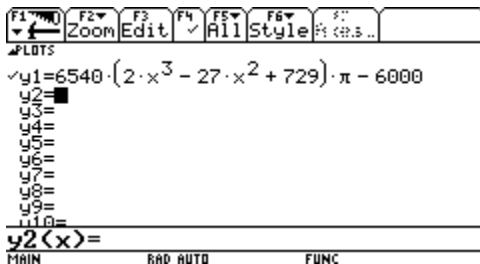 F1 F2 F3 F4 F5 F6
Zoom Edit ✓ All Style
PLOTS
✓y1=6540·(2·x³ − 27·x² + 729)·π − 6000
y2=
y3=
y4=
y5=
y6=
y7=
y8=
y9=
y10=
y2(x)=
MAIN RAD AUTO FUNC